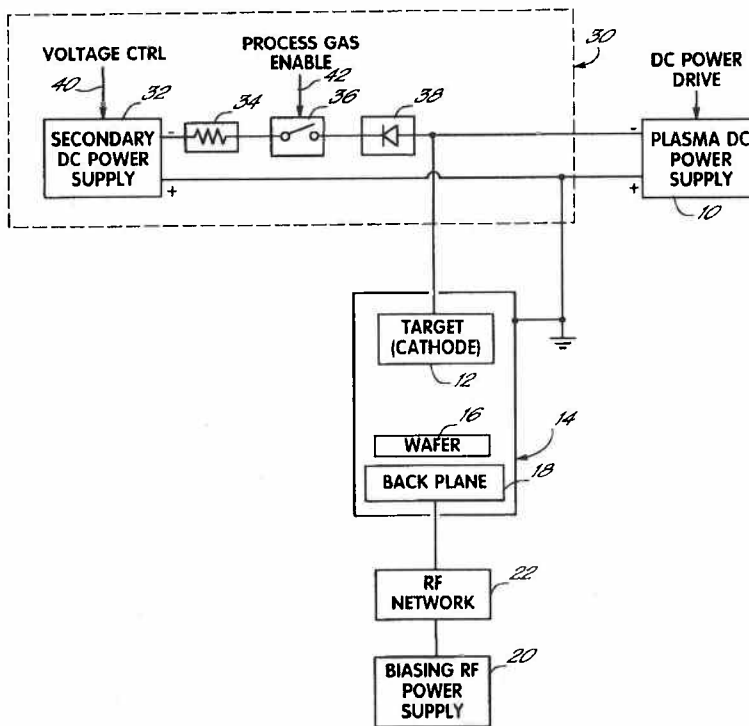 VOLTAGE CTRL
40
32
SECONDARY
DC POWER
SUPPLY
-
+
34
PROCESS GAS
ENABLE
42
36
38
30
DC POWER
DRIVE
-
+
PLASMA DC
POWER
SUPPLY
10
TARGET
(CATHODE)
12
16
WAFER
14
BACK PLANE
18
RF
NETWORK
22
BIASING RF
POWER
SUPPLY
20